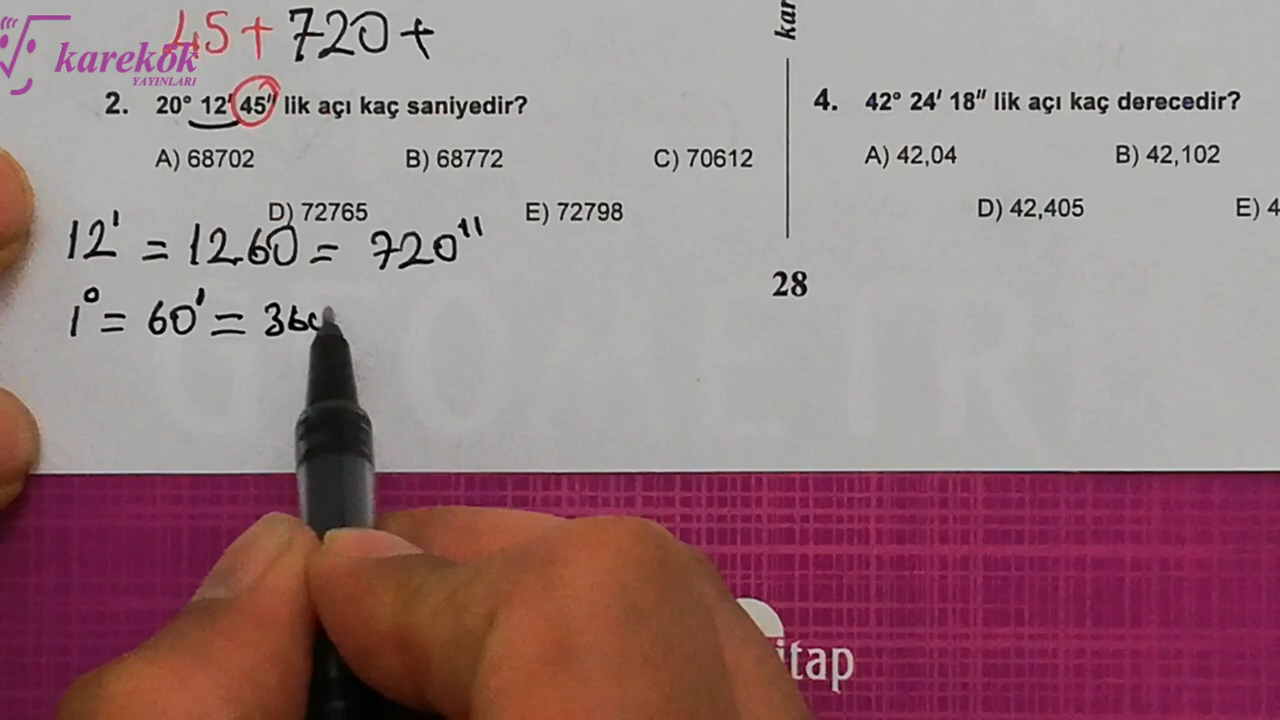 karekök
YAYINLARI
45 + 720 +
2. 20° 12' 45'' lik açı kaç saniyedir?
A) 68702 B) 68772 C) 70612
D) 72765 E) 72798
12' = 12.60 = 720''
1° = 60' = 360
kar
4. 42° 24' 18'' lik açı kaç derecedir?
A) 42,04 B) 42,102
D) 42,405 E) 4
28
GEOMETRİ
itap